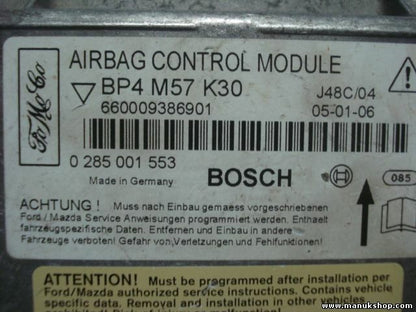 FoMoCo
AIRBAG CONTROL MODULE
BP4 M57 K30
J48C/04
660009386901
05-01-06
0 285 001 553
Made in Germany
BOSCH
085
ACHTUNG ! Muss nach Einbau gemaess vorgeschriebenen
Ford / Mazda Service Anweisungen programmiert werden. Enthaelt
fahrzeugspezifische Daten. Entfernen und Einbau in andere
Fahrzeuge verboten! Gefahr von Verletzungen und Fehlfunktionen!
ATTENTION! Must be programmed after installation per
Ford/Mazda authorized service instructions. Contains vehicle
specific data. Removal and installation in other vehicles
http://www.manukshop.com